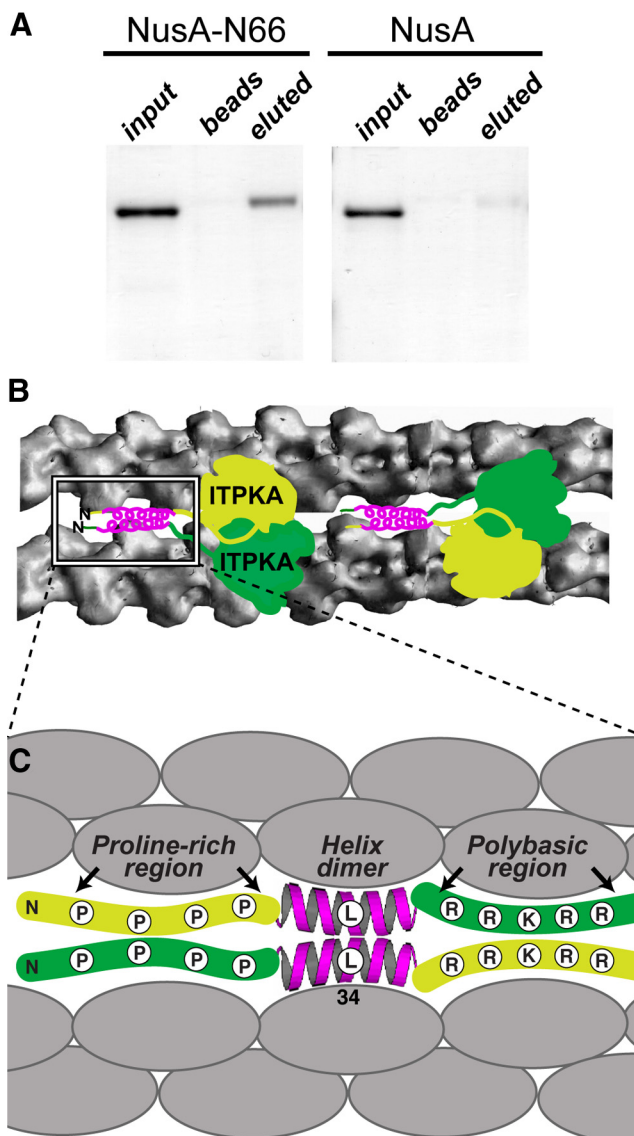 A
NusA-N66 NusA
input beads eluted input beads eluted
B
N
N
ITPKA
ITPKA
C
Proline-rich region Helix dimer Polybasic region
N P P P P L R R K R R
N P P P P L R R K R R
34